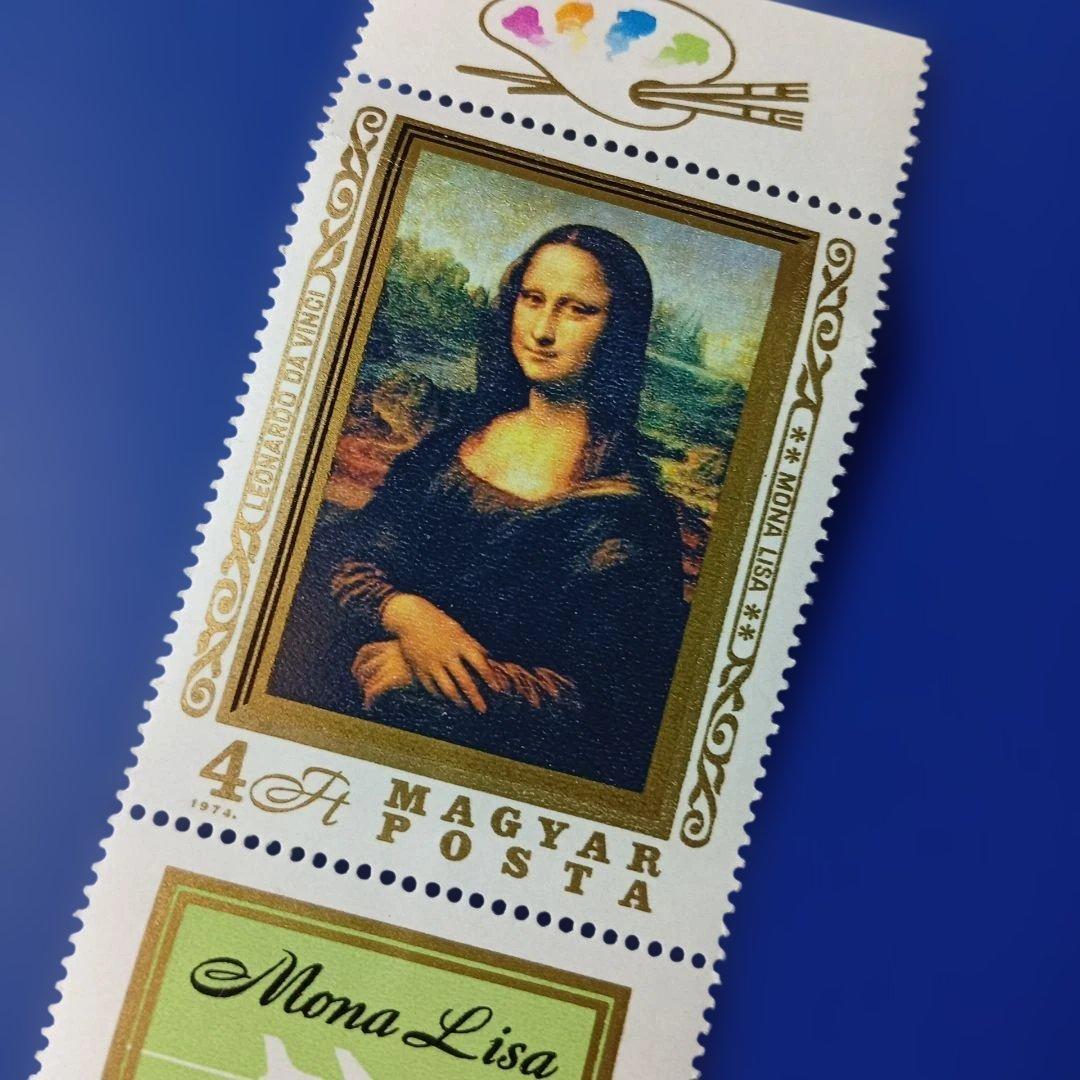 LEONARDO DA VINCI
** MONA LISA **
4 Ft
1974.
MAGYAR
POSTA
Mona Lisa